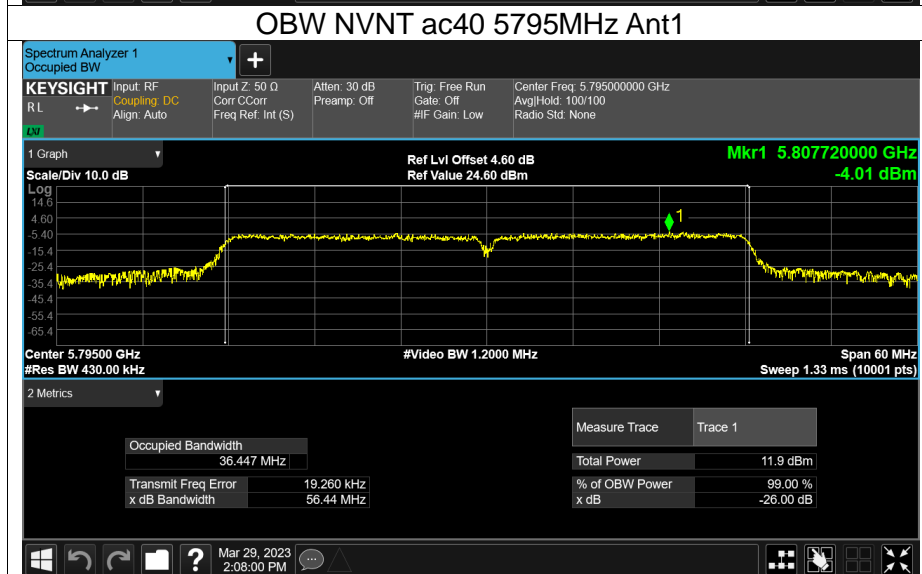 OBW NVNT ac40 5795MHz Ant1
Spectrum Analyzer 1
Occupied BW
+
KEYSIGHT Input: RF Input Z: 50 Ω Atten: 30 dB Trig: Free Run Center Freq: 5.795000000 GHz
R L Coupling: DC Corr CCorr Preamp: Off Gate: Off Avg|Hold: 100/100
Align: Auto Freq Ref: Int (S) #IF Gain: Low Radio Std: None
LXI
1 Graph Ref Lvl Offset 4.60 dB Mkr1 5.807720000 GHz
Scale/Div 10.0 dB Ref Value 24.60 dBm -4.01 dBm
Log
14.6
4.60
-5.40
-15.4
-25.4
-35.4
-45.4
-55.4
-65.4
1
Center 5.79500 GHz #Video BW 1.2000 MHz Span 60 MHz
#Res BW 430.00 kHz Sweep 1.33 ms (10001 pts)
2 Metrics
Measure Trace Trace 1
Occupied Bandwidth
36.447 MHz Total Power 11.9 dBm
Transmit Freq Error 19.260 kHz % of OBW Power 99.00 %
x dB Bandwidth 56.44 MHz x dB -26.00 dB
? Mar 29, 2023
2:08:00 PM